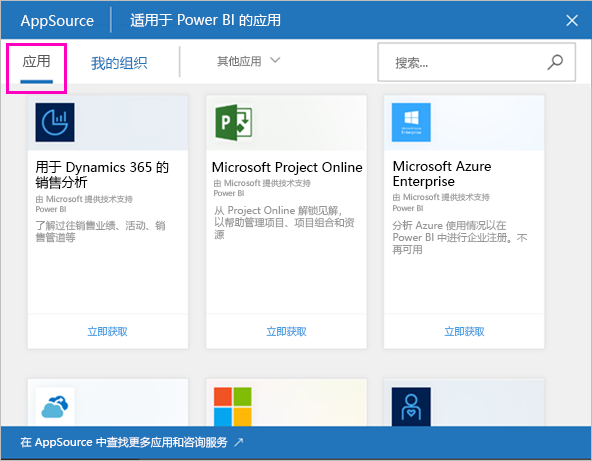 AppSource 适用于 Power BI 的应用
应用 我的组织 其他应用 搜索...
用于 Dynamics 365 的
销售分析
由 Microsoft 提供技术支持
Power BI
了解过往销售业绩、活动、销
售管道等
立即获取
Microsoft Project Online
由 Microsoft 提供技术支持
Power BI
从 Project Online 解锁见解，
以帮助管理项目、项目组合和资
源
立即获取
Microsoft Azure
Microsoft Azure
Enterprise
由 Microsoft 提供技术支持
Power BI
分析 Azure 使用情况以在
Power BI 中进行企业注册。不
再可用
立即获取
在 AppSource 中查找更多应用和咨询服务